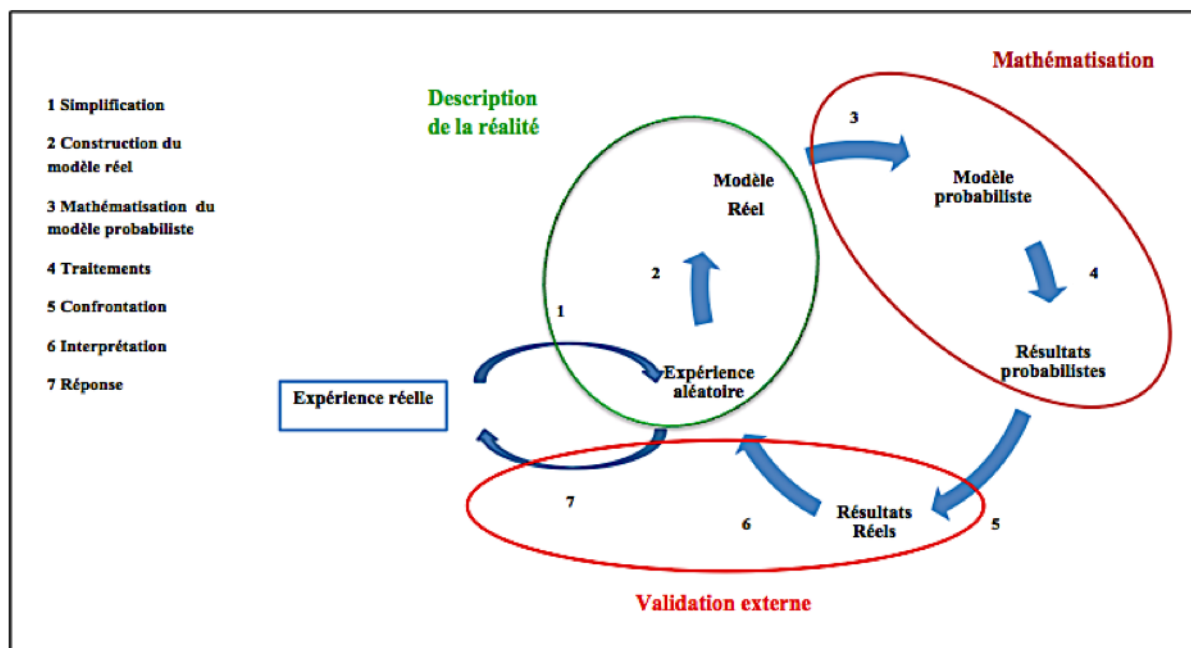 1 Simplification
2 Construction du
modèle réel
3 Mathématisation du
modèle probabiliste
4 Traitements
5 Confrontation
6 Interprétation
7 Réponse
Description
de la réalité
Mathématisation
3
Modèle
Réel
Modèle
probabiliste
2
4
1
Résultats
probabilistes
Expérience
aléatoire
Expérience réelle
7
6
Résultats
Réels
5
Validation externe